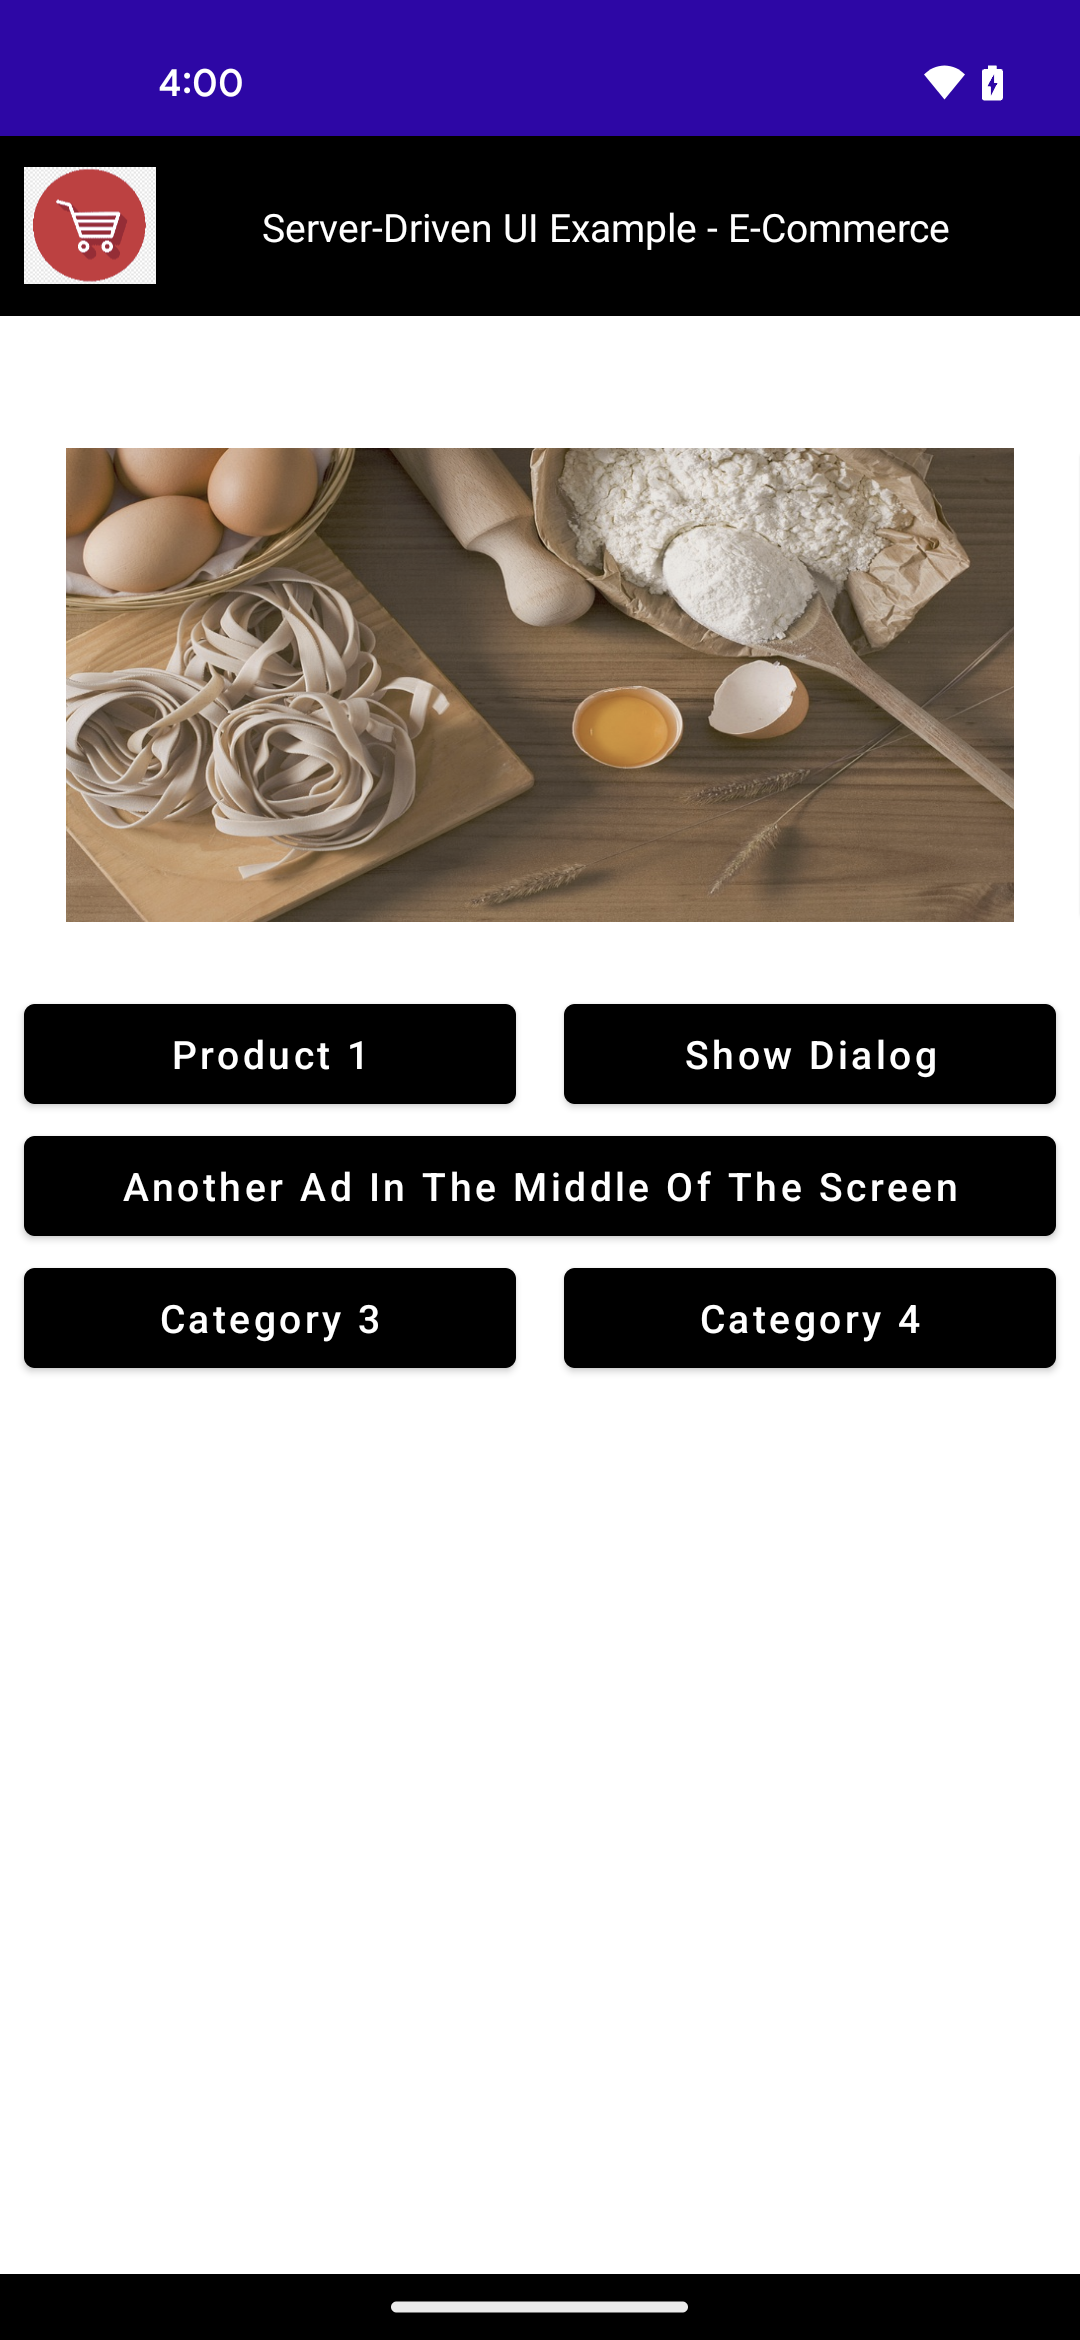 4:00
Server-Driven UI Example - E-Commerce
Product 1
Show Dialog
Another Ad In The Middle Of The Screen
Category 3
Category 4